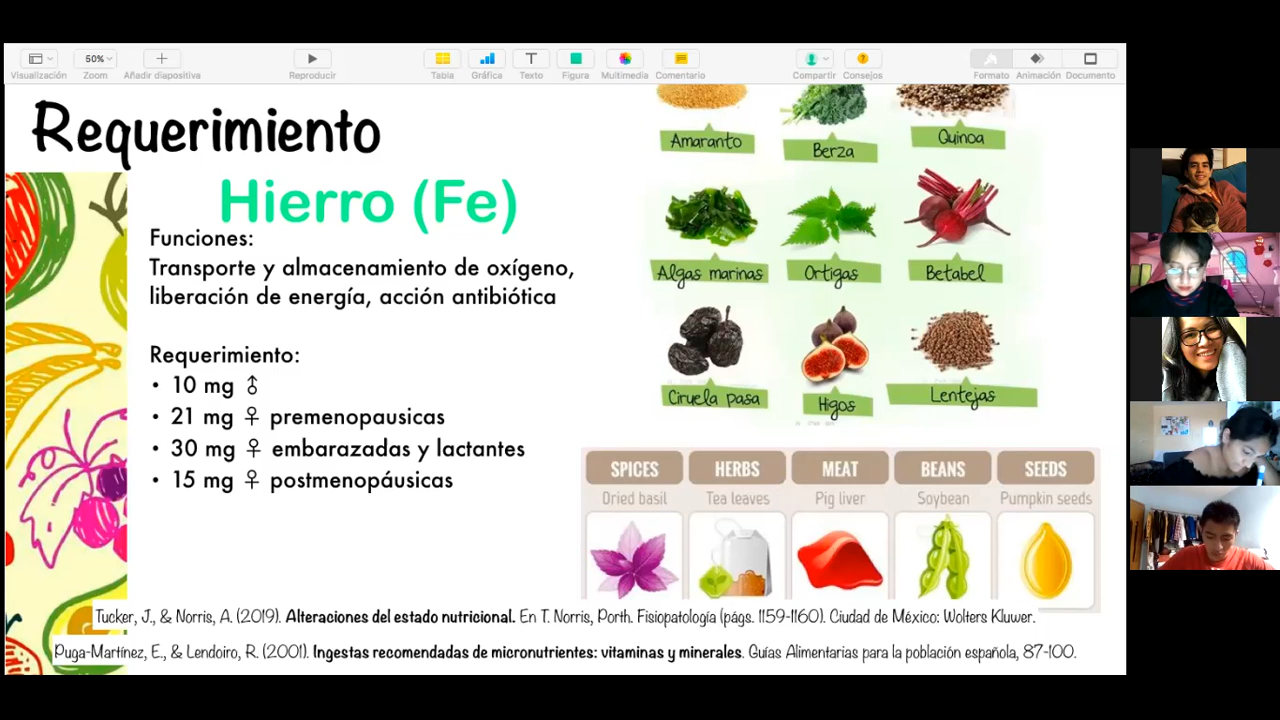 50%
Visualización
Zoom
Añadir diapositiva
Reproducir
Tabla
Gráfica
Texto
Figura
Multimedia
Comentario
Compartir
Consejos
Formato
Animación
Documento
Requerimiento
Hierro (Fe)
Funciones:
Transporte y almacenamiento de oxígeno,
liberación de energía, acción antibiótica
Requerimiento:
• 10 mg ♂
• 21 mg ♀ premenopausicas
• 30 mg ♀ embarazadas y lactantes
• 15 mg ♀ postmenopáusicas
Amaranto
Berza
Quinoa
Algas marinas
Ortigas
Betabel
Ciruela pasa
Higos
Lentejas
SPICES
HERBS
MEAT
BEANS
SEEDS
Dried basil
Tea leaves
Pig liver
Soybean
Pumpkin seeds
Tucker, J., & Norris, A. (2019). Alteraciones del estado nutricional. En T. Norris, Porth. Fisiopatología (págs. 1159-1160). Ciudad de México: Wolters Kluwer.
Puga-Martínez, E., & Lendoiro, R. (2001). Ingestas recomendadas de micronutrientes: vitaminas y minerales. Guías Alimentarias para la población española, 87-100.